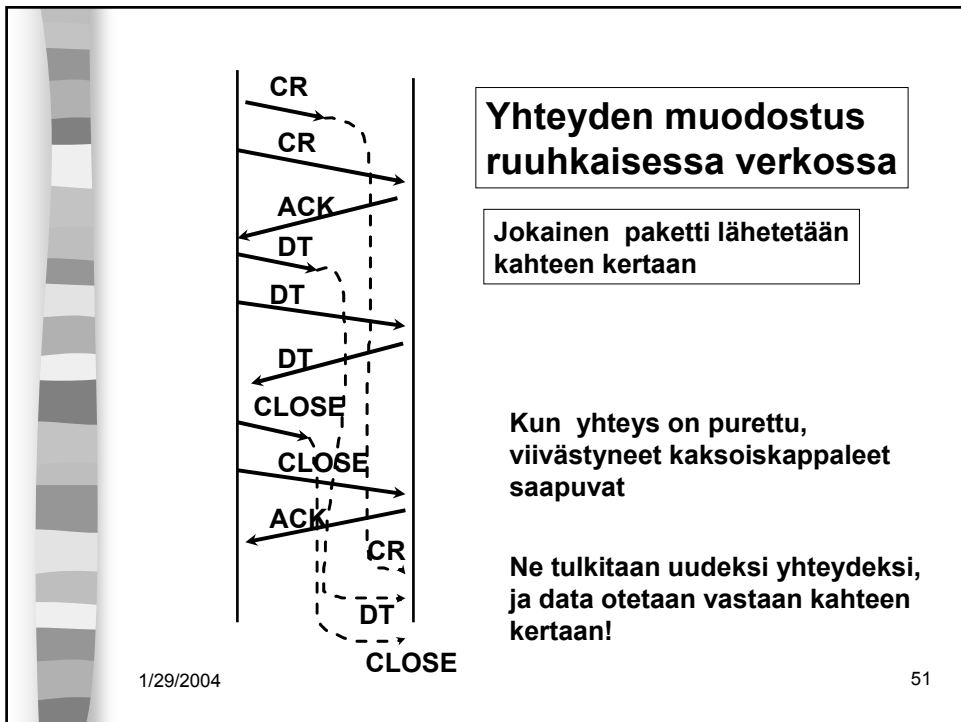 CR
CR
ACK
DT
DT
DT
CLOSE
CLOSE
ACK
CR
DT
CLOSE
Yhteyden muodostus
ruuhkaisessa verkossa
Jokainen paketti lähetetään
kahteen kertaan
Kun yhteys on purettu,
viivästyneet kaksoiskappaleet
saapuvat
Ne tulkitaan uudeksi yhteydeksi,
ja data otetaan vastaan kahteen
kertaan!
1/29/2004
51